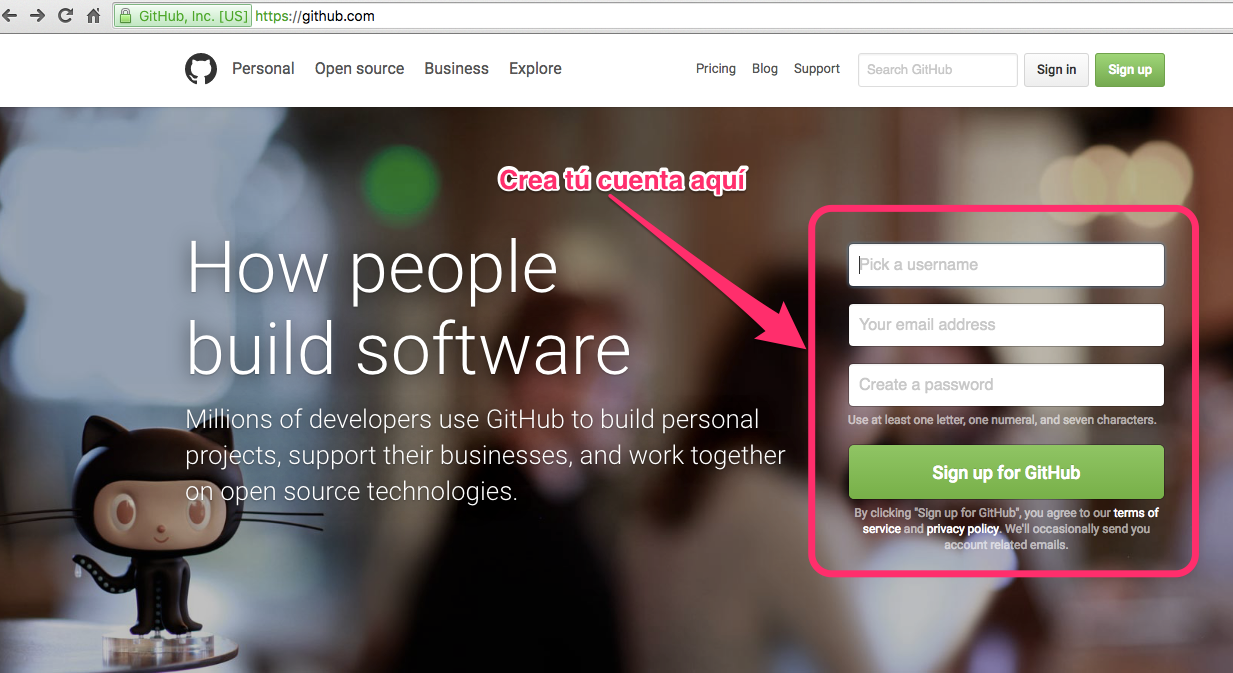 GitHub, Inc. [US] https://github.com
Personal Open source Business Explore Pricing Blog Support Search GitHub Sign in Sign up
Crea tú cuenta aquí
How people
build software
Millions of developers use GitHub to build personal
projects, support their businesses, and work together
on open source technologies.
Pick a username
Your email address
Create a password
Use at least one letter, one numeral, and seven characters.
Sign up for GitHub
By clicking "Sign up for GitHub", you agree to our terms of
service and privacy policy. We'll occasionally send you
account related emails.